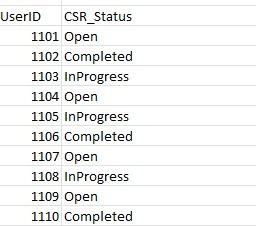 UserID CSR_Status
1101 Open
1102 Completed
1103 InProgress
1104 Open
1105 InProgress
1106 Completed
1107 Open
1108 InProgress
1109 Open
1110 Completed